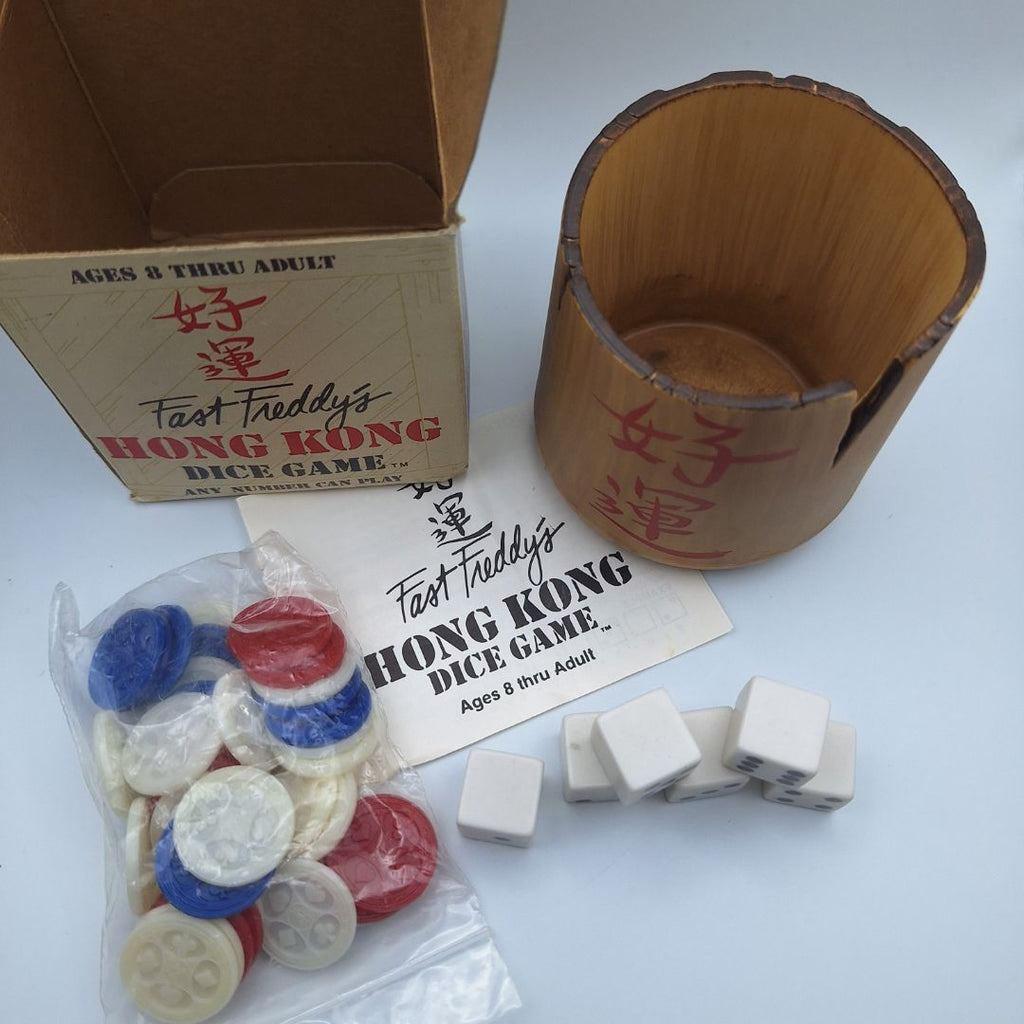 AGES 8 THRU ADULT
好
運
Fast Freddy's
HONG KONG
DICE GAME™
ANY NUMBER CAN PLAY
好
運
好
運
Fast Freddy's
HONG KONG
DICE GAME™
Ages 8 thru Adult